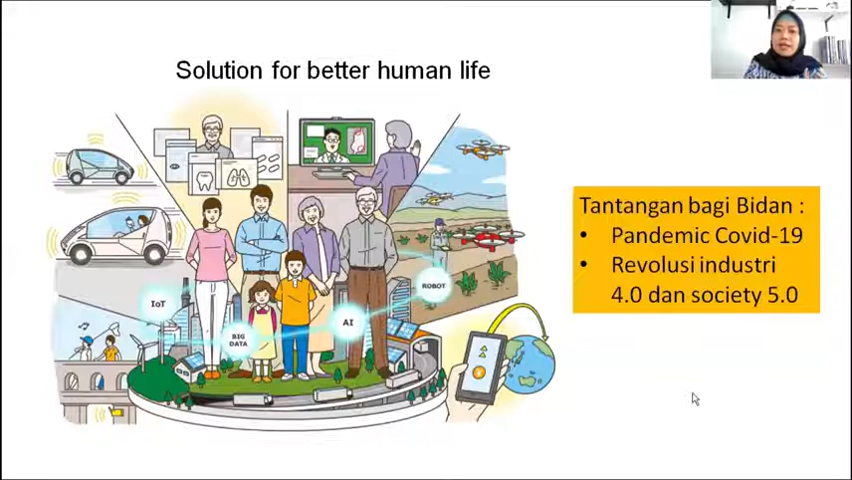 Solution for better human life
Tantangan bagi Bidan :
• Pandemic Covid-19
• Revolusi industri
4.0 dan society 5.0
IoT
BIG
DATA
AI
ROBOT